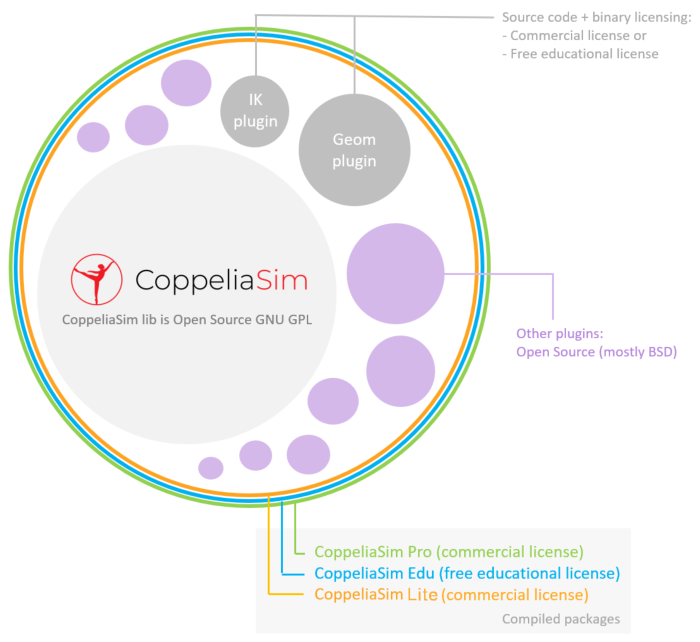 Source code + binary licensing:
- Commercial license or
- Free educational license
IK
plugin
Geom
plugin
CoppeliaSim
CoppeliaSim lib is Open Source GNU GPL
Other plugins:
Open Source (mostly BSD)
CoppeliaSim Pro (commercial license)
CoppeliaSim Edu (free educational license)
CoppeliaSim Lite (commercial license)
Compiled packages